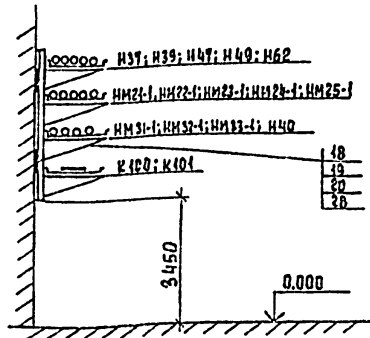 Н37; Н39; Н47; Н49; Н62
НМ21-1, НМ22-1; НМ23-1; НМ24-1; НМ25-1
НМ31-1; НМ32-1; НМ33-1; Н40
К100; К101
18
19
20
28
3450
0.000